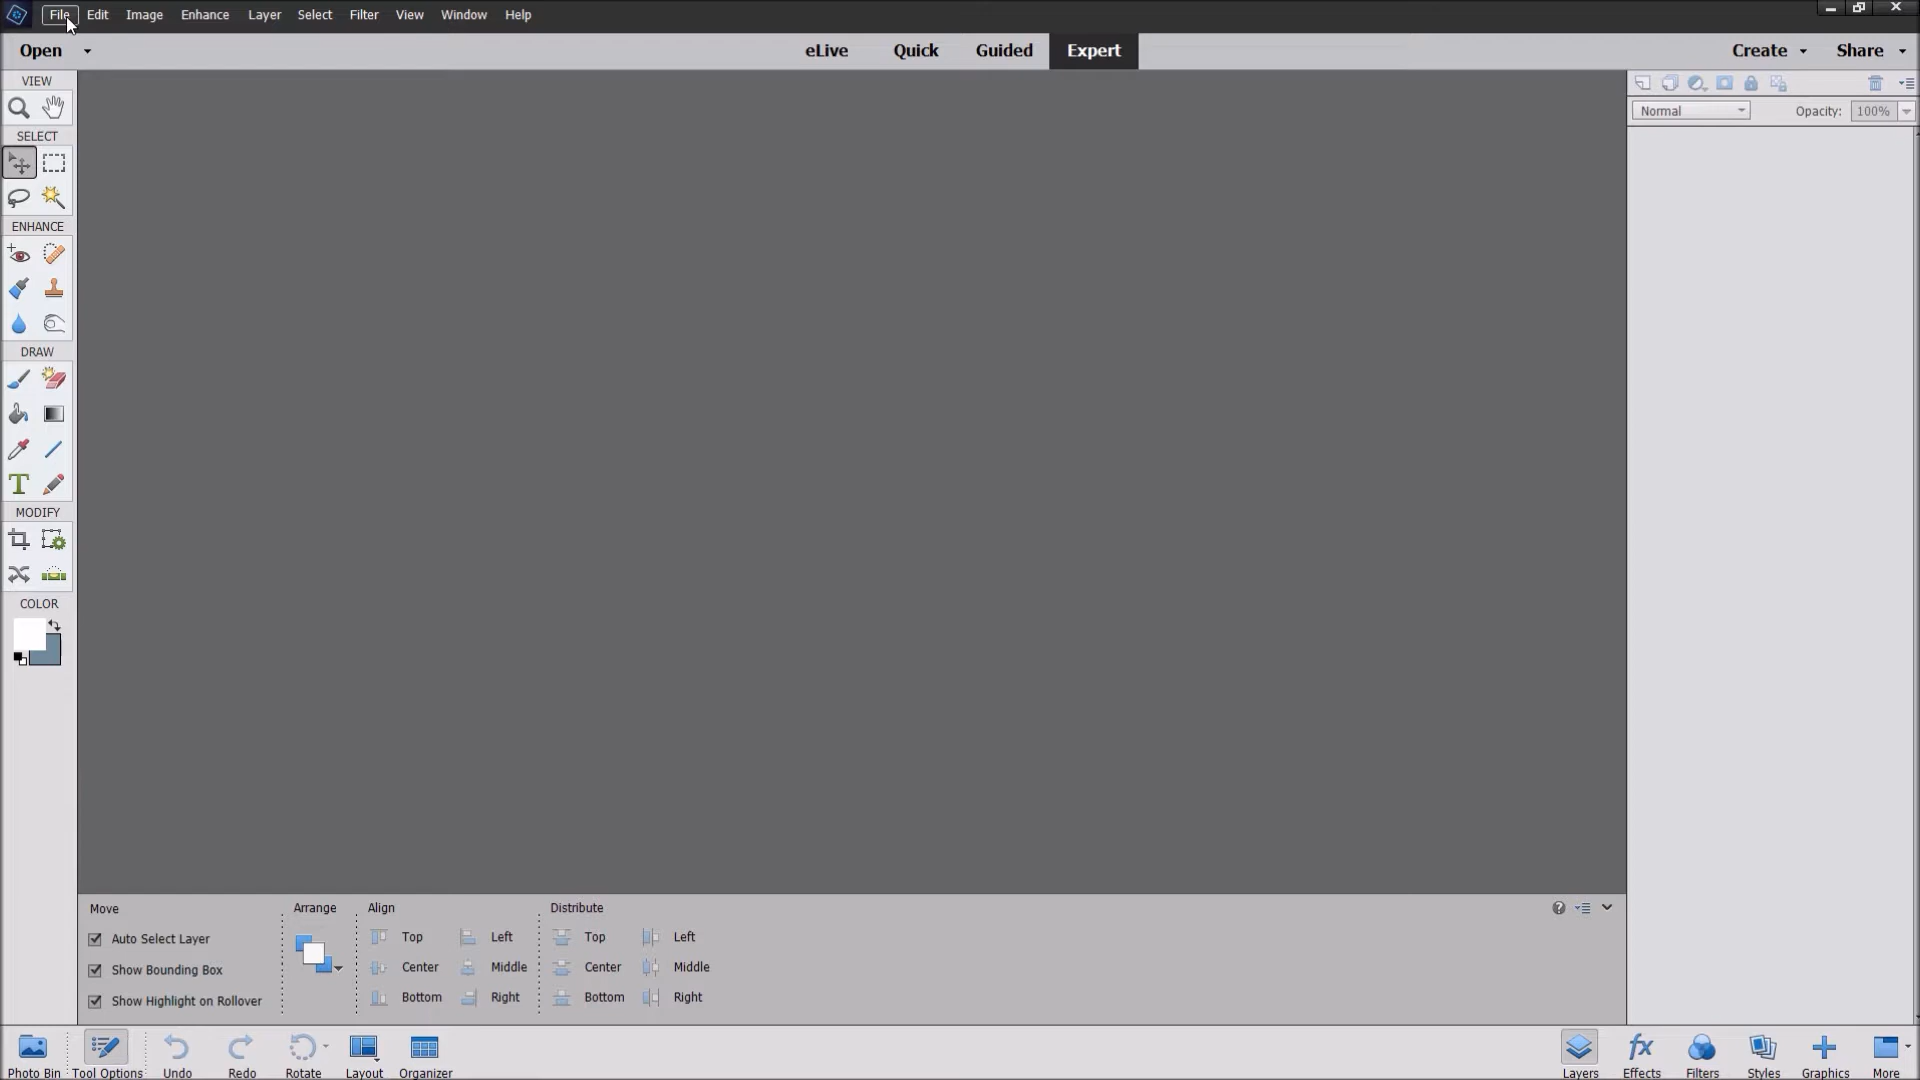 File Edit Image Enhance Layer Select Filter View Window Help
Open eLive Quick Guided Expert Create Share
VIEW
Normal Opacity: 100%
SELECT
ENHANCE
DRAW
T
MODIFY
COLOR
Move Arrange Align Distribute
Auto Select Layer Top Left Top Left
Show Bounding Box Center Middle Center Middle
Show Highlight on Rollover Bottom Right Bottom Right
Photo Bin Tool Options Undo Redo Rotate Layout Organizer Layers Effects Filters Styles Graphics More